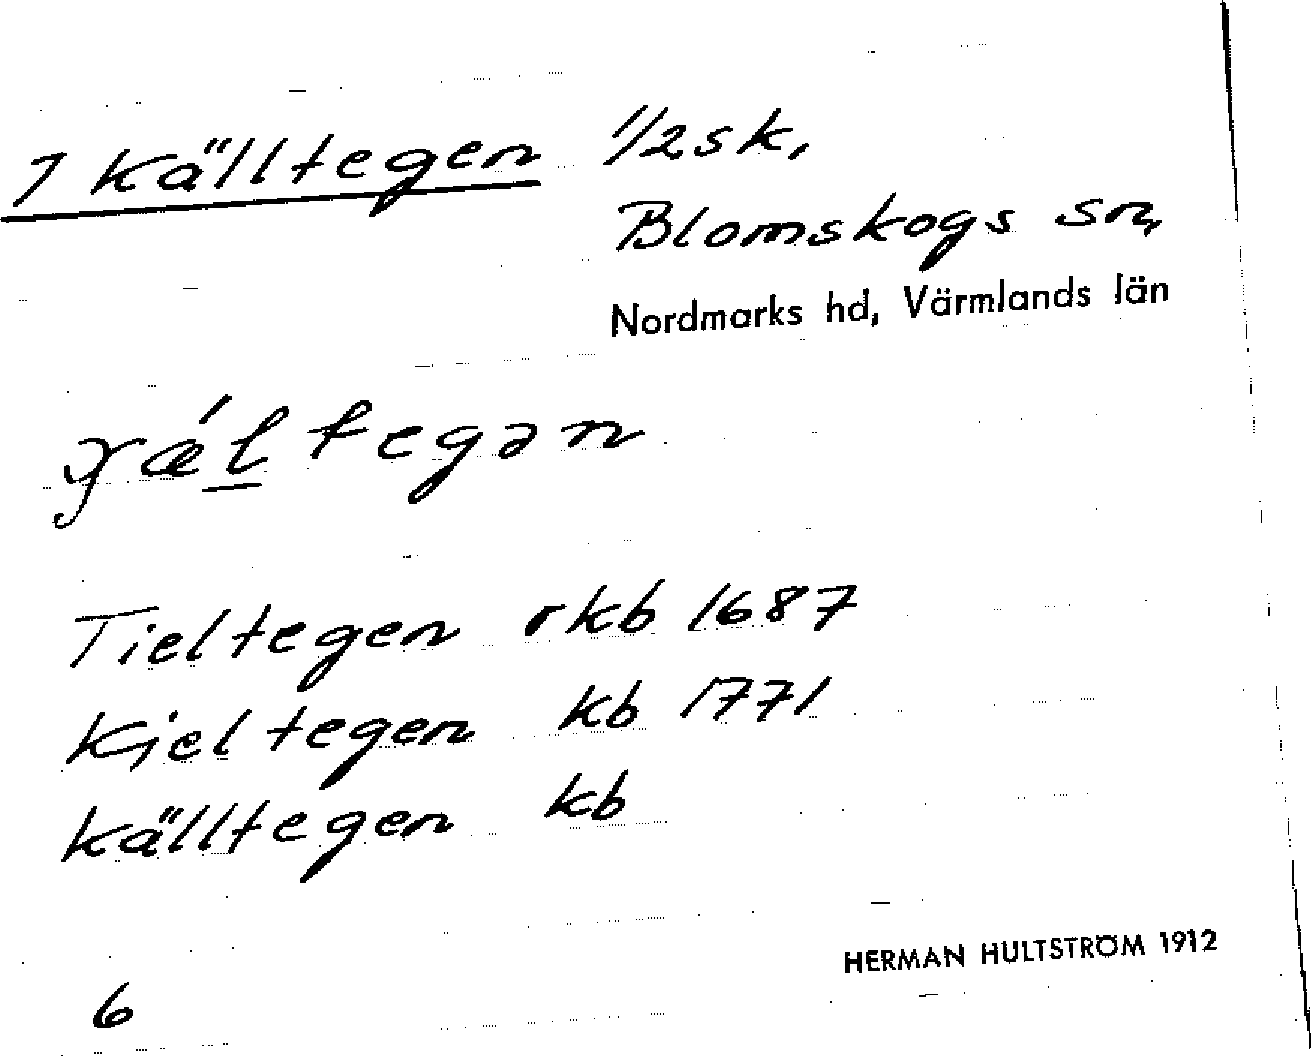 7 Källtegen 1/2 sk,
Blomskogs sn,
Nordmarks hd, Värmlands län
ɣǽltegən
Tieltegen rkb 1687
Kieltegen kb 1771
Källtegen kb
HERMAN HULTSTRÖM 1912
6